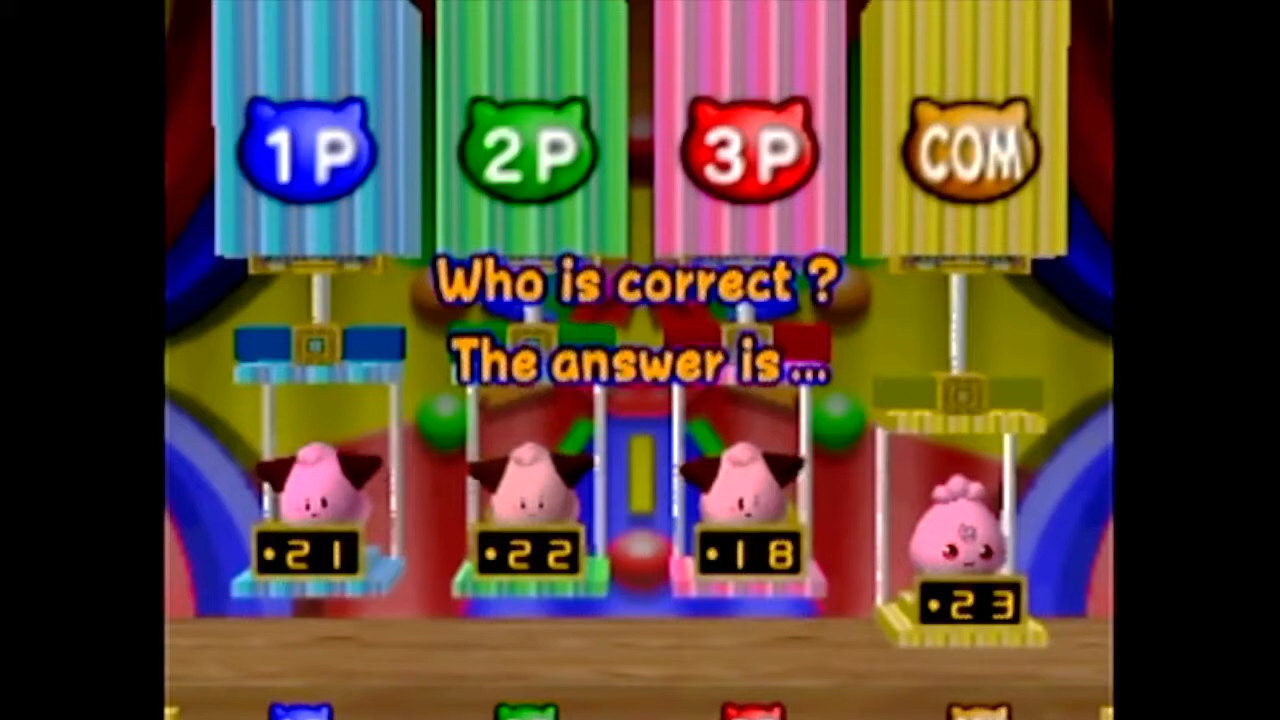 1P
2P
3P
COM
Who is correct ?
The answer is...
·21
·22
·18
·23